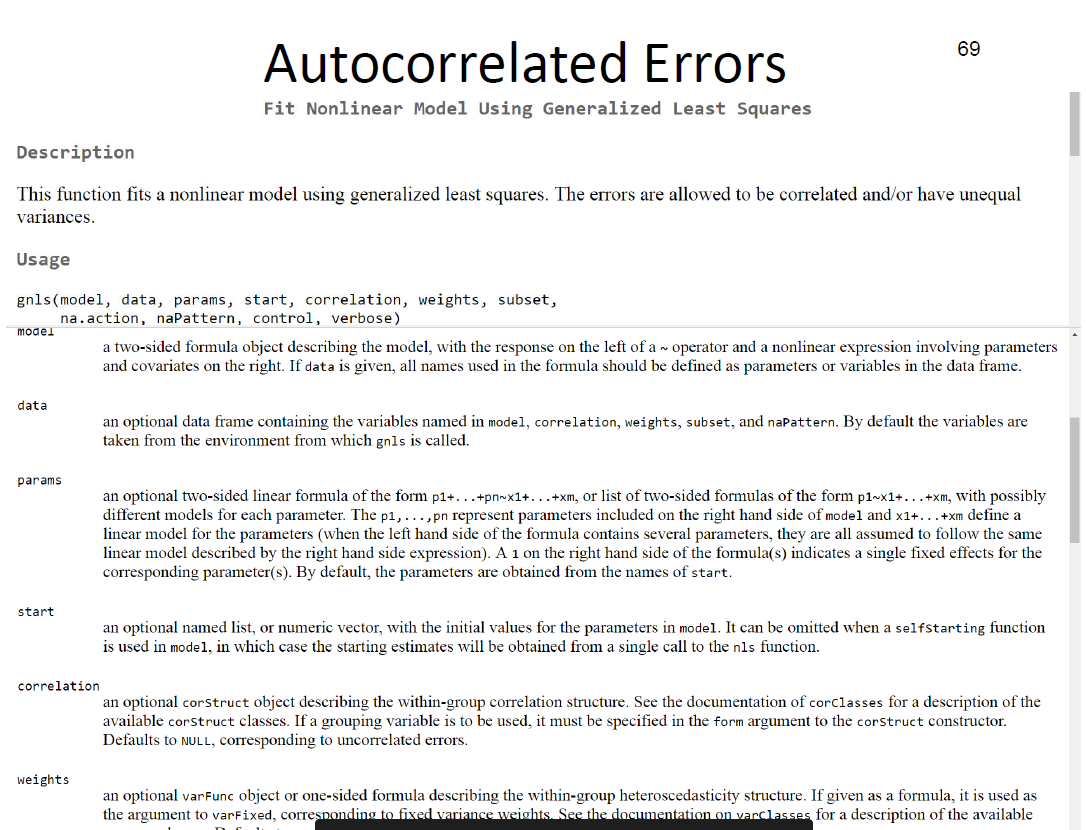 69
Autocorrelated Errors
Fit Nonlinear Model Using Generalized Least Squares
Description
This function fits a nonlinear model using generalized least squares. The errors are allowed to be correlated and/or have unequal
variances.
Usage
gnls(model, data, params, start, correlation, weights, subset,
na.action, naPattern, control, verbose)
model
a two-sided formula object describing the model, with the response on the left of a ~ operator and a nonlinear expression involving parameters
and covariates on the right. If data is given, all names used in the formula should be defined as parameters or variables in the data frame.
data
an optional data frame containing the variables named in model, correlation, weights, subset, and naPattern. By default the variables are
taken from the environment from which gnls is called.
params
an optional two-sided linear formula of the form p1+...+pn~x1+...+xm, or list of two-sided formulas of the form p1~x1+...+xm, with possibly
different models for each parameter. The p1,...,pn represent parameters included on the right hand side of model and x1+...+xm define a
linear model for the parameters (when the left hand side of the formula contains several parameters, they are all assumed to follow the same
linear model described by the right hand side expression). A 1 on the right hand side of the formula(s) indicates a single fixed effects for the
corresponding parameter(s). By default, the parameters are obtained from the names of start.
start
an optional named list, or numeric vector, with the initial values for the parameters in model. It can be omitted when a selfStarting function
is used in model, in which case the starting estimates will be obtained from a single call to the nls function.
correlation
an optional corStruct object describing the within-group correlation structure. See the documentation of corClasses for a description of the
available corStruct classes. If a grouping variable is to be used, it must be specified in the form argument to the corStruct constructor.
Defaults to NULL, corresponding to uncorrelated errors.
weights
an optional varFunc object or one-sided formula describing the within-group heteroscedasticity structure. If given as a formula, it is used as
the argument to varFixed, corresponding to fixed variance weights. See the documentation on varClasses for a description of the available